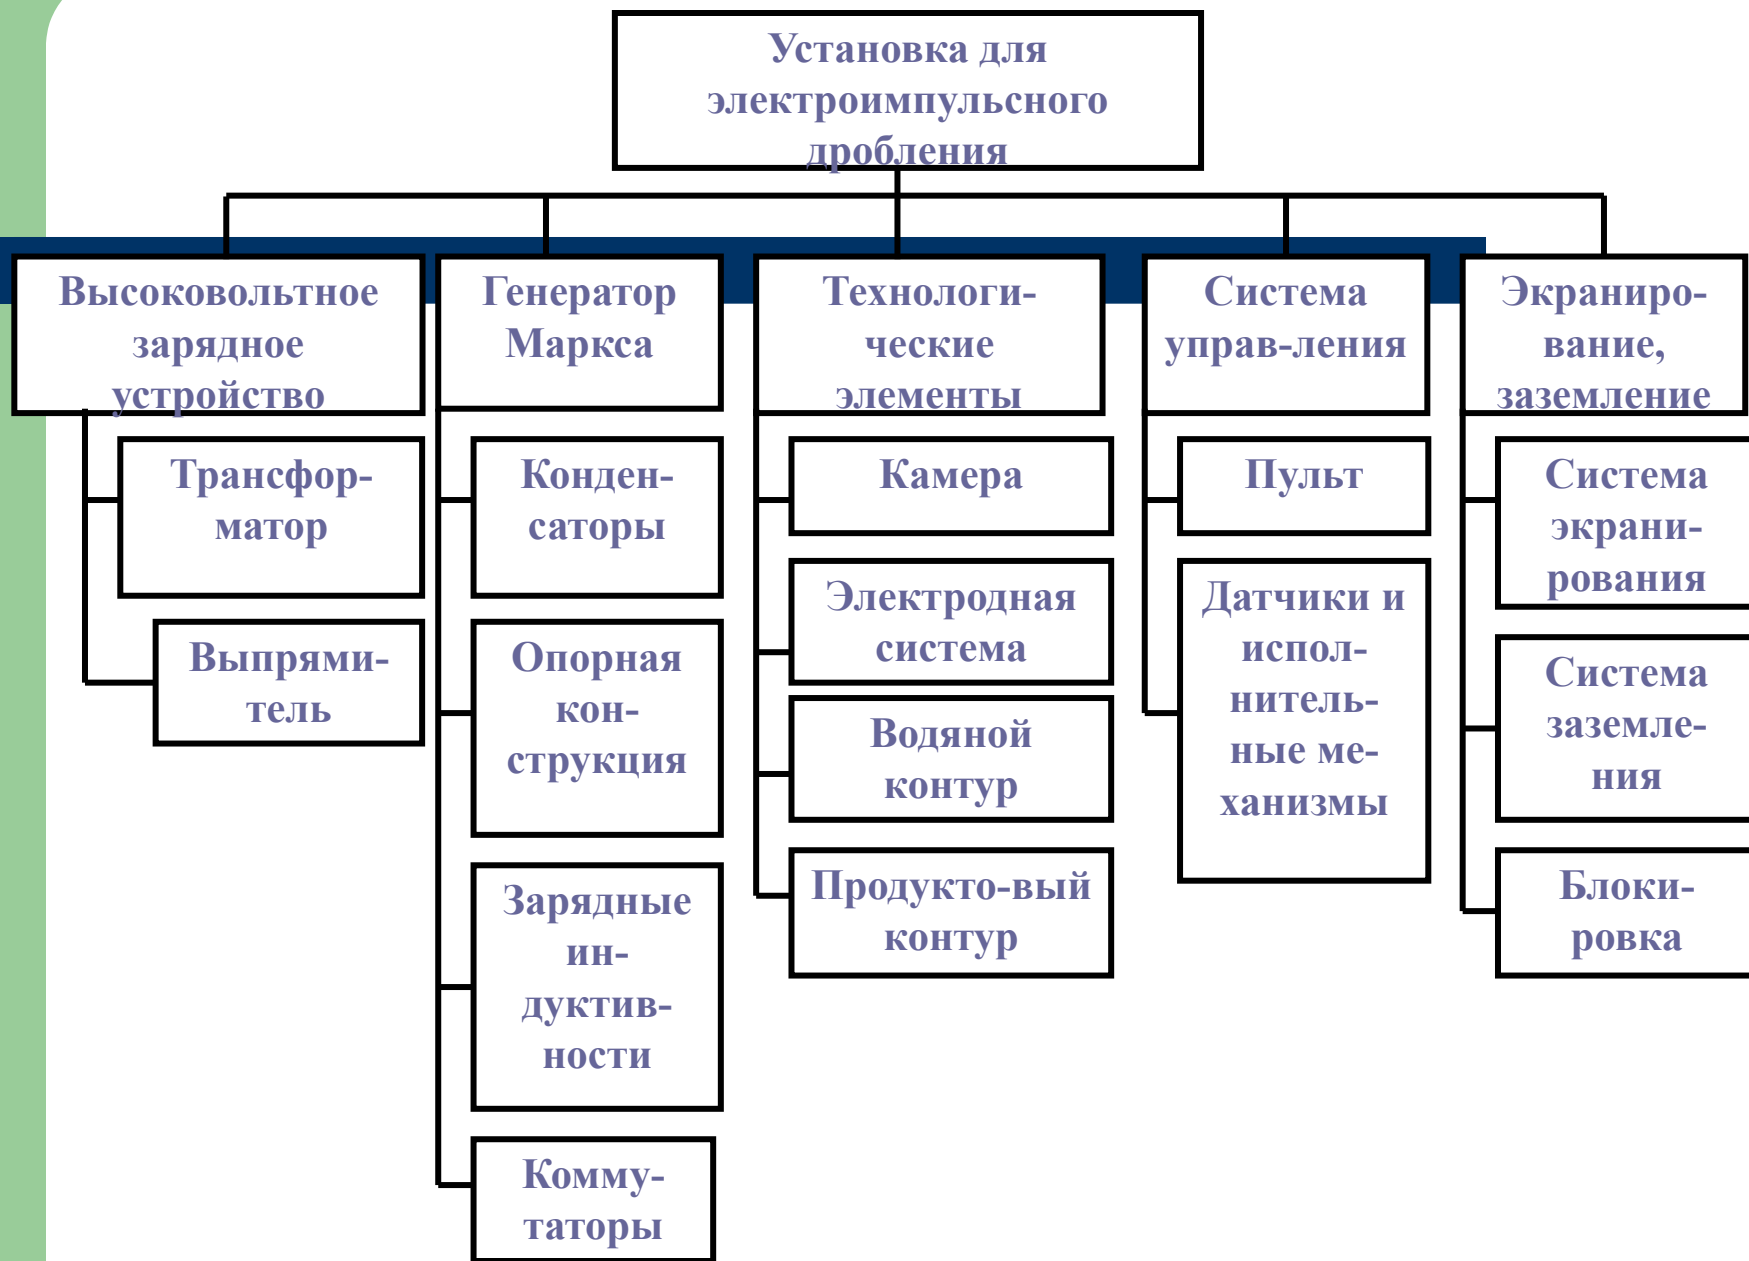 Установка для
электроимпульсного
дробления
Высоковольтное
зарядное
устройство
Трансфор-
матор
Выпрями-
тель
Генератор
Маркса
Конден-
саторы
Опорная
кон-
струкция
Зарядные
ин-
дуктив-
ности
Комму-
таторы
Технологи-
ческие
элементы
Камера
Электродная
система
Водяной
контур
Продукто-вый
контур
Система
управ-ления
Пульт
Датчики и
испол-
нитель-
ные ме-
ханизмы
Экраниро-
вание,
заземление
Система
экрани-
рования
Система
заземле-
ния
Блоки-
ровка